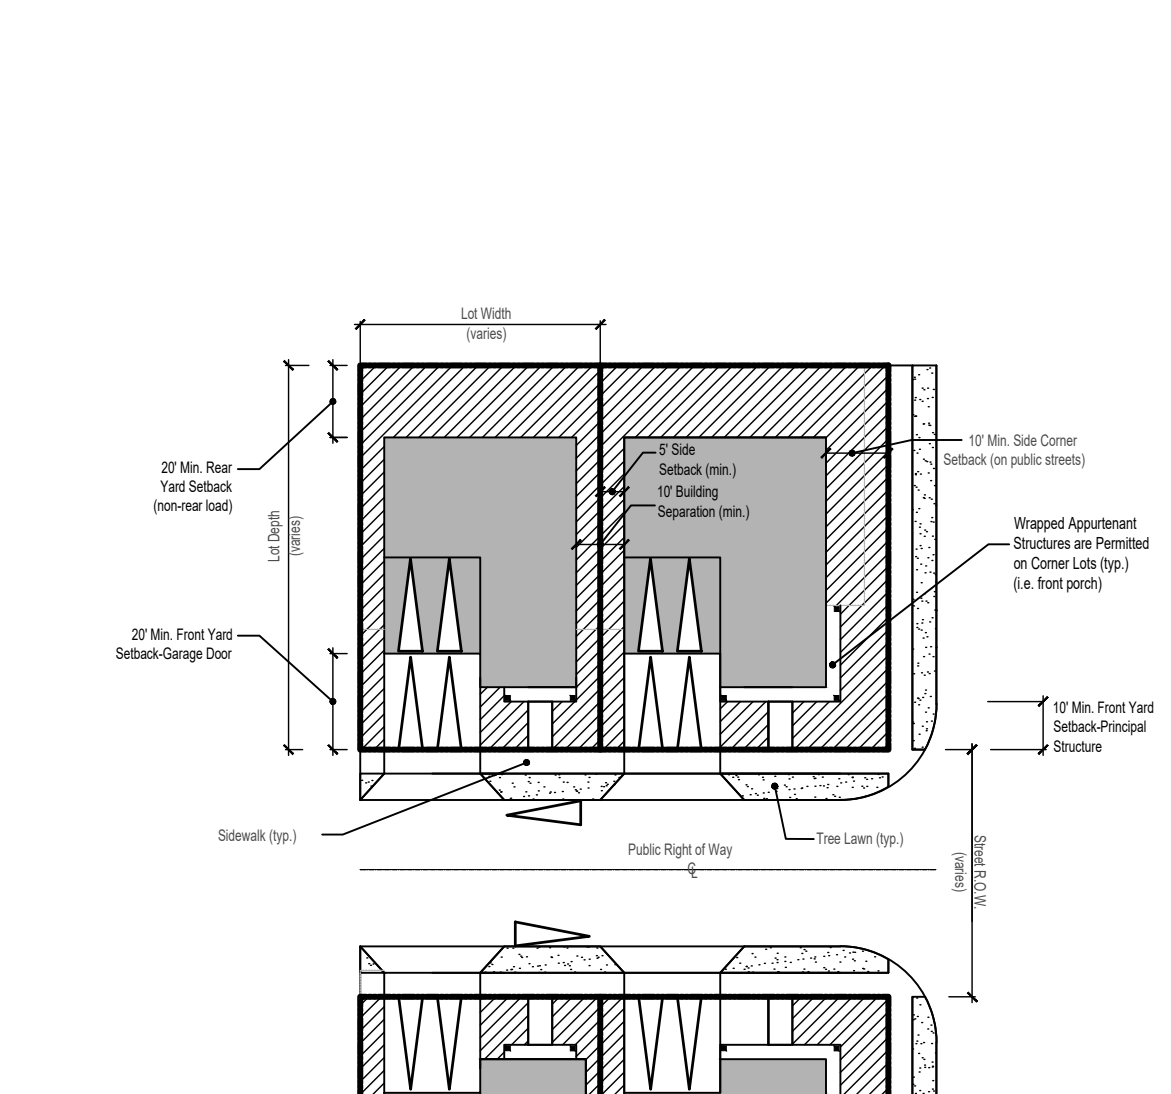 Lot Width
(varies)
5' Side
Setback (min.)
10' Building
Separation (min.)
10' Min. Side Corner
Setback (on public streets)
20' Min. Rear
Yard Setback
(non-rear load)
Lot Depth
(varies)
Wrapped Appurtenant
Structures are Permitted
on Corner Lots (typ.)
(i.e. front porch)
20' Min. Front Yard
Setback-Garage Door
10' Min. Front Yard
Setback-Principal
Structure
Sidewalk (typ.)
Tree Lawn (typ.)
Public Right of Way
℄
Street R.O.W.
(varies)